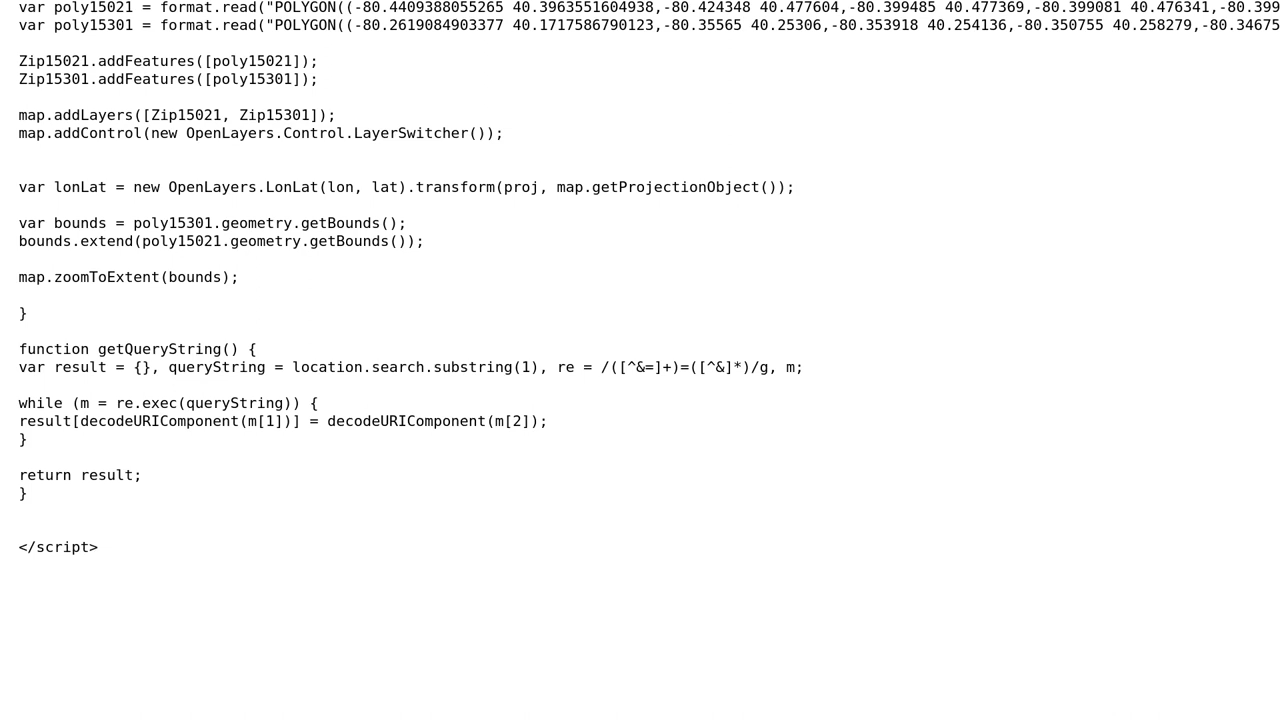 var poly15021 = format.read("POLYGON((-80.4409388055265 40.3963551604938,-80.424348 40.477604,-80.399485 40.477369,-80.399081 40.476341,-80.399
var poly15301 = format.read("POLYGON((-80.2619084903377 40.1717586790123,-80.35565 40.25306,-80.353918 40.254136,-80.350755 40.258279,-80.34675
Zip15021.addFeatures([poly15021]);
Zip15301.addFeatures([poly15301]);
map.addLayers([Zip15021, Zip15301]);
map.addControl(new OpenLayers.Control.LayerSwitcher());
var lonLat = new OpenLayers.LonLat(lon, lat).transform(proj, map.getProjectionObject());
var bounds = poly15301.geometry.getBounds();
bounds.extend(poly15021.geometry.getBounds());
map.zoomToExtent(bounds);
}
function getQueryString() {
var result = {}, queryString = location.search.substring(1), re = /([^&=]+)=([^&]*)/g, m;
while (m = re.exec(queryString)) {
result[decodeURIComponent(m[1])] = decodeURIComponent(m[2]);
}
return result;
}
</script>